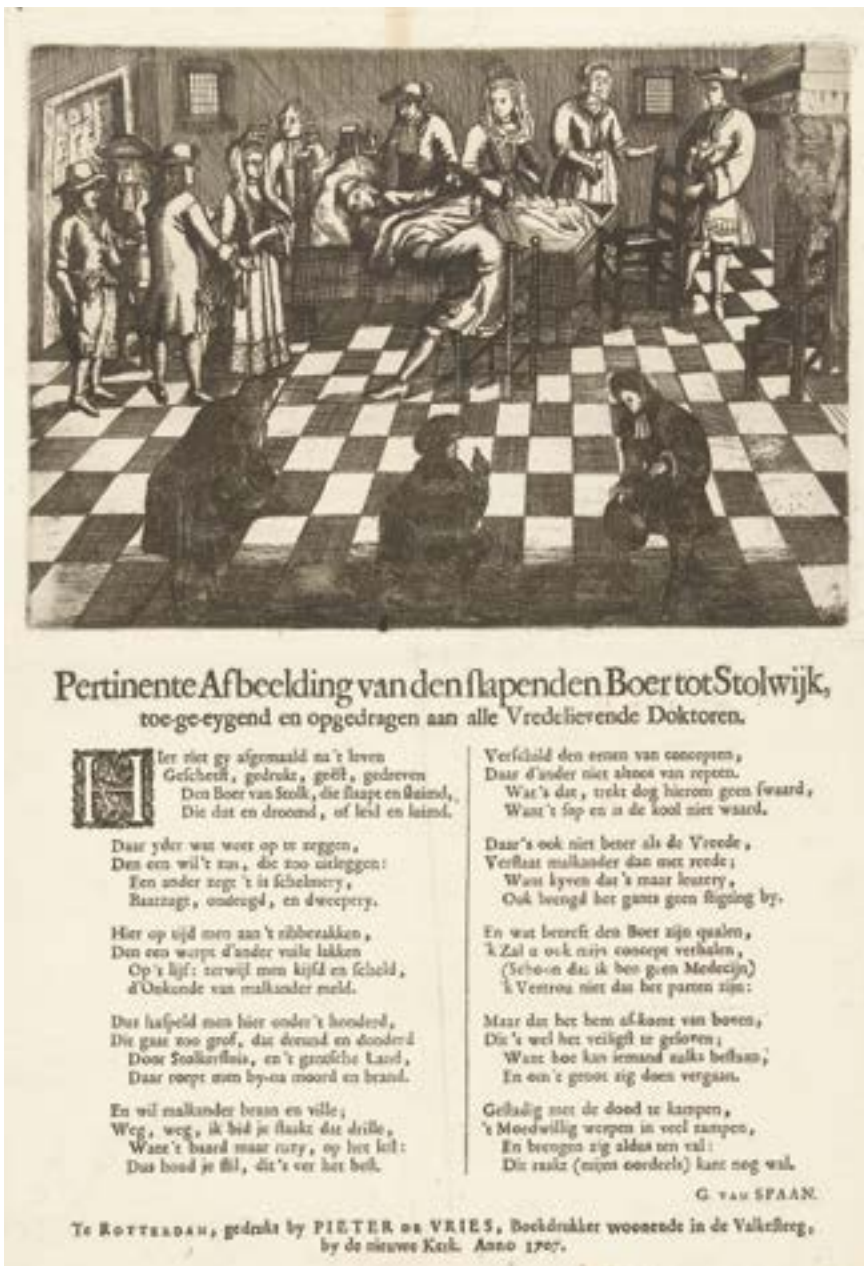 Pertinente Afbeelding van den slapenden Boer tot Stolwijk,
toe-ge-eygend en opgedragen aan alle Vredelievende Doktoren.
HIer ziet gy afgemaald na 't leven
Geschetst, gedrukt, geëst, gedreven
Den Boer van Stolk, die slaapt en sluimd,
Die dut en droomd, of leid en luimd.
Daar yder wat weet op te zeggen,
Den een wil't zus, die zoo uitleggen:
Een ander zegt 't is schelmery,
Baatzugt, ondeugd, en dweepery.
Hier op tijd men aan 't ribbezakken,
Den een werpt d'ander vuile lakken
Op 't lijf: terwijl men kijfd en scheld,
d'Onkunde van malkander meld.
Dus haspeld men hier onder 't honderd,
Die gaat zoo grof, dat dreund en donderd
Door Stolkersluis, en 't gantsche Land,
Daar roept men by-na moord en brand.
En wil malkander braan en ville;
Weg, weg, ik bid je staakt dat drille,
Want 't baard maar ruzy, op het lest:
Dus houd je stil, dit's ver het best.
Verschild den eenen van concepten,
Daar d'ander niet altoos van repten.
Wat's dat, trekt dog hierom geen swaard,
Want 't sop en is de kool niet waard.
Daar's ook niet beter als de Vreede,
Verstaat malkander dan met reede;
Want kyven dat's maar leutery,
Ook brengd het gants geen stigting by.
En wat betreft den Boer zijn qualen,
'k Zal u ook mijn concept verhalen,
(Schoon dat ik ben geen Medecijn)
'k Vertrou niet dat het parten zijn:
Maar dat het hem af-komt van boven,
Dit's wel het veiligst te gelooven;
Want hoe kan iemand zulks bestaan,
En om 't groot zig doen vergaan.
Gestadig met de dood te kampen,
't Moedwillig werpen in veel rampen,
En brengen zig aldus ten val:
Dit raakt (mijns oordeels) kant nog wal.
G. van SPAAN.
Te ROTTERDAM, gedrukt by PIETER DE VRIES, Boekdrukker woonende in de Valkesteeg,
by de nieuwe Kerk. Anno 1707.